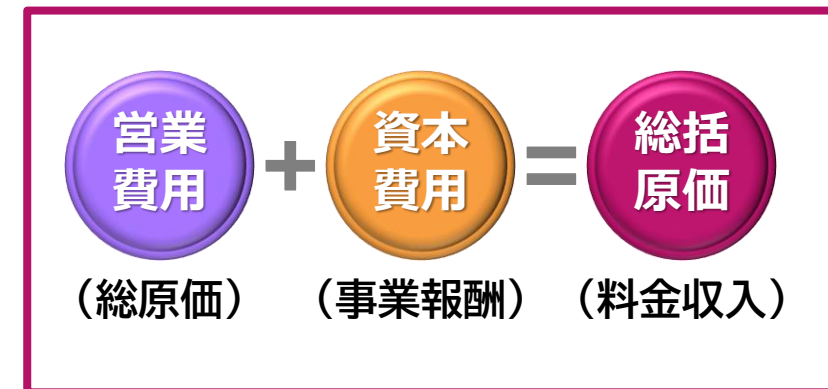 営業
費用
+
資本
費用
=
総括
原価
（総原価）
（事業報酬）
（料金収入）